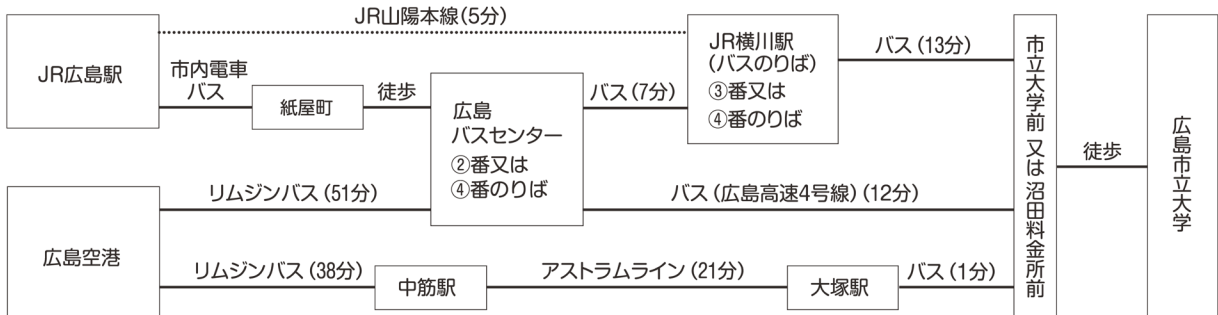 JR山陽本線(5分)
JR広島駅
市内電車
バス
紙屋町
徒歩
広島
バスセンター
②番又は
④番のりば
バス(7分)
JR横川駅
(バスのりば)
③番又は
④番のりば
バス(13分)
広島空港
リムジンバス(51分)
バス(広島高速4号線)(12分)
リムジンバス(38分)
中筋駅
アストラムライン(21分)
大塚駅
バス(1分)
市立大学前 又は 沼田料金所前
徒歩
広島市立大学